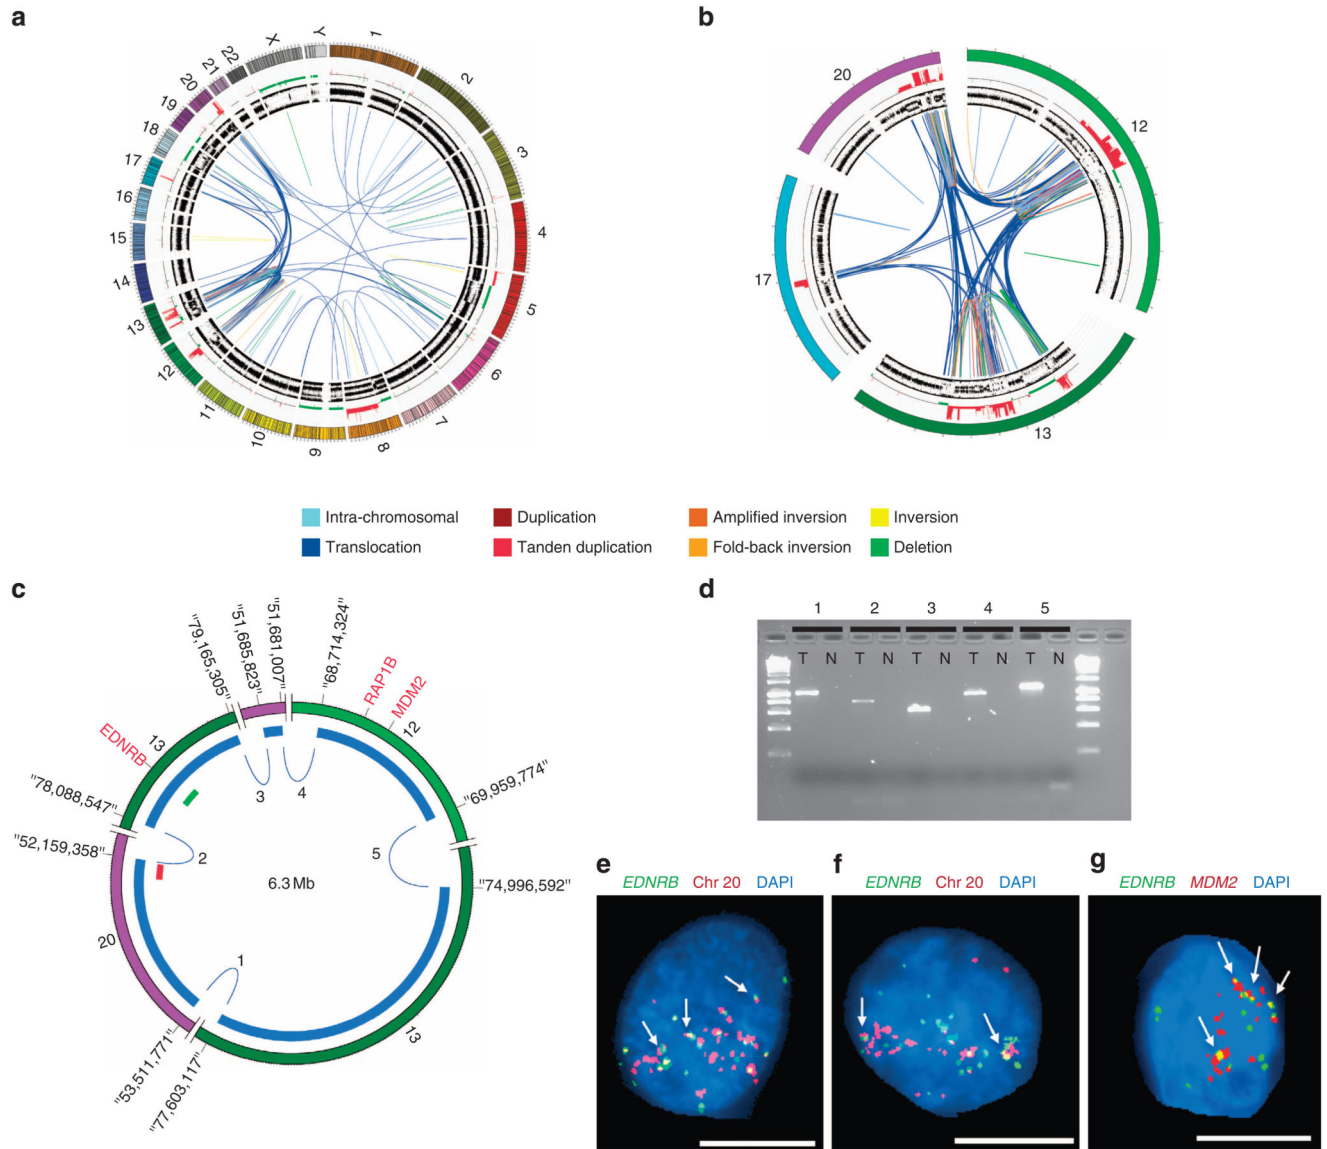 a
1
2
3
4
5
6
7
8
9
10
11
12
13
14
15
16
17
18
19
20
21
22
X
Y
b
20
12
17
13
Intra-chromosomal
Duplication
Amplified inversion
Inversion
Translocation
Tanden duplication
Fold-back inversion
Deletion
c
"79,165,305"
"51,685,823"
"51,681,007"
"68,714,324"
RAP1B
MDM2
12
EDNRB
13
"78,088,547"
"52,159,358"
"69,959,774"
"74,996,592"
3
4
2
5
6.3 Mb
1
20
13
"53,511,771"
"77,603,117"
d
1 2 3 4 5
T N T N T N T N T N
e
EDNRB Chr 20 DAPI
f
EDNRB Chr 20 DAPI
g
EDNRB MDM2 DAPI